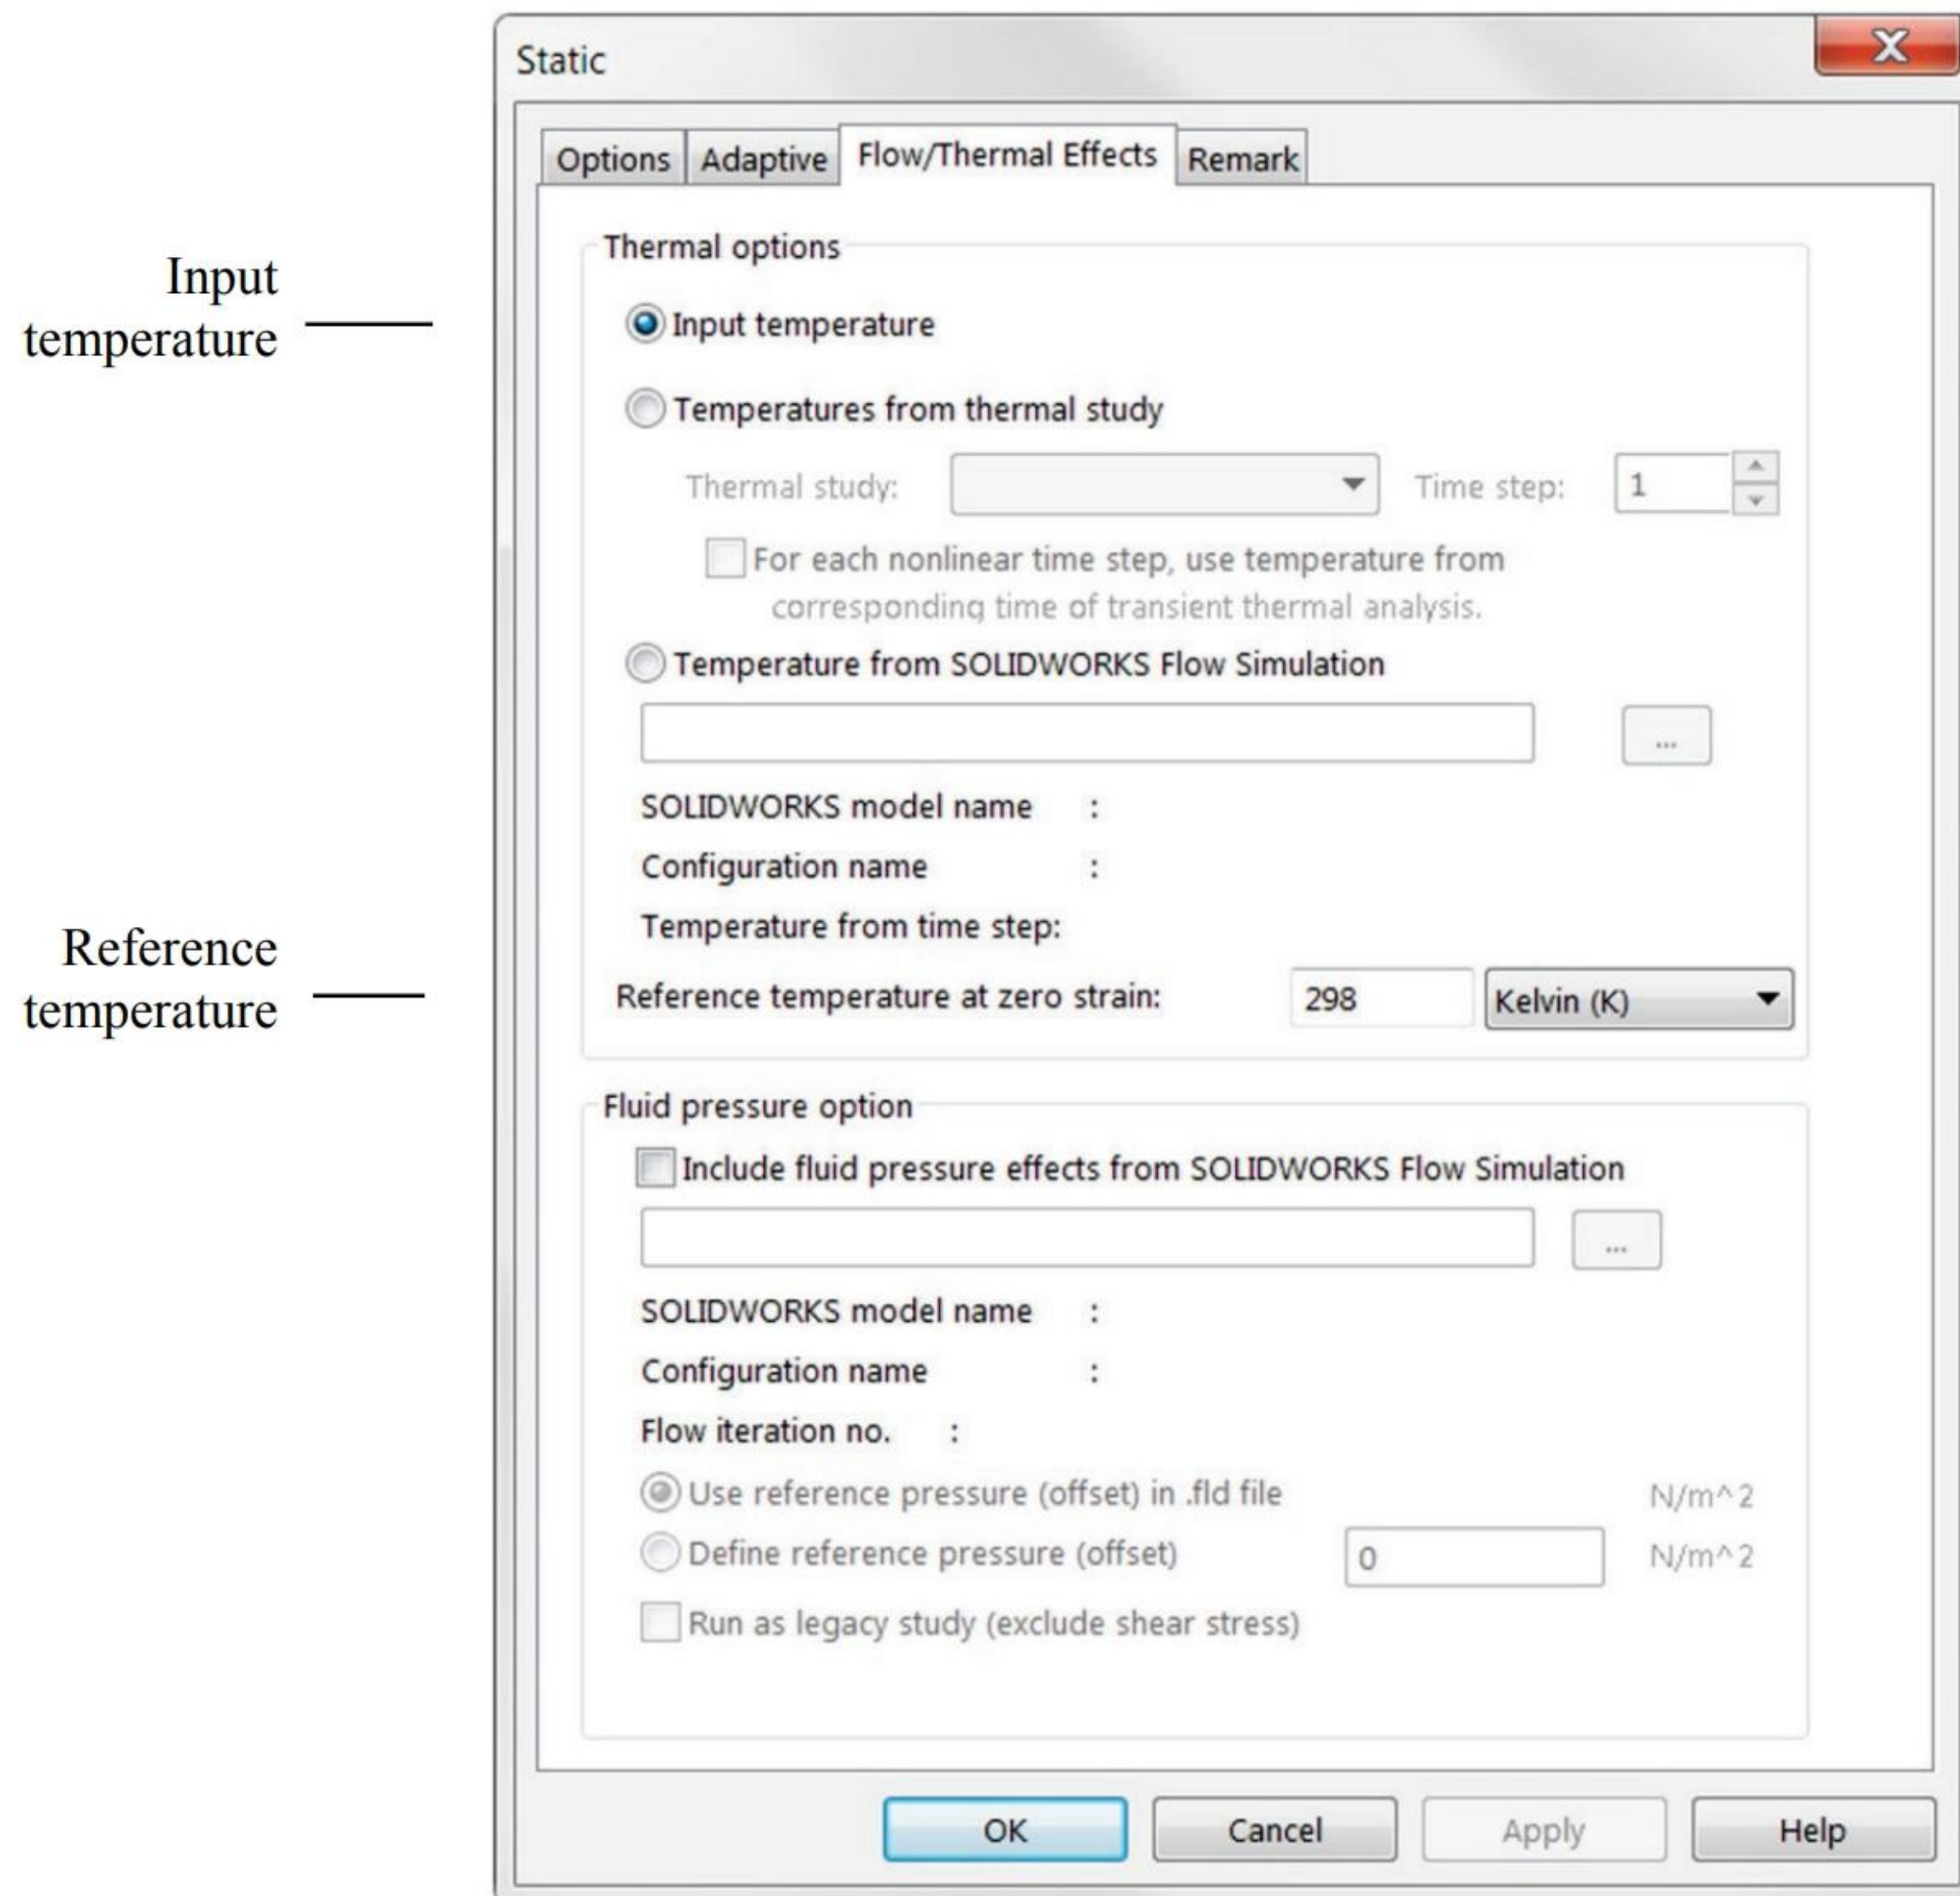 Static
Options Adaptive Flow/Thermal Effects Remark
Thermal options
Input
temperature
Input temperature
Temperatures from thermal study
Thermal study: Time step: 1
For each nonlinear time step, use temperature from
corresponding time of transient thermal analysis.
Temperature from SOLIDWORKS Flow Simulation
...
SOLIDWORKS model name :
Configuration name :
Temperature from time step:
Reference
temperature
Reference temperature at zero strain: 298 Kelvin (K)
Fluid pressure option
Include fluid pressure effects from SOLIDWORKS Flow Simulation
...
SOLIDWORKS model name :
Configuration name :
Flow iteration no. :
Use reference pressure (offset) in .fld file N/m^2
Define reference pressure (offset) 0 N/m^2
Run as legacy study (exclude shear stress)
OK Cancel Apply Help